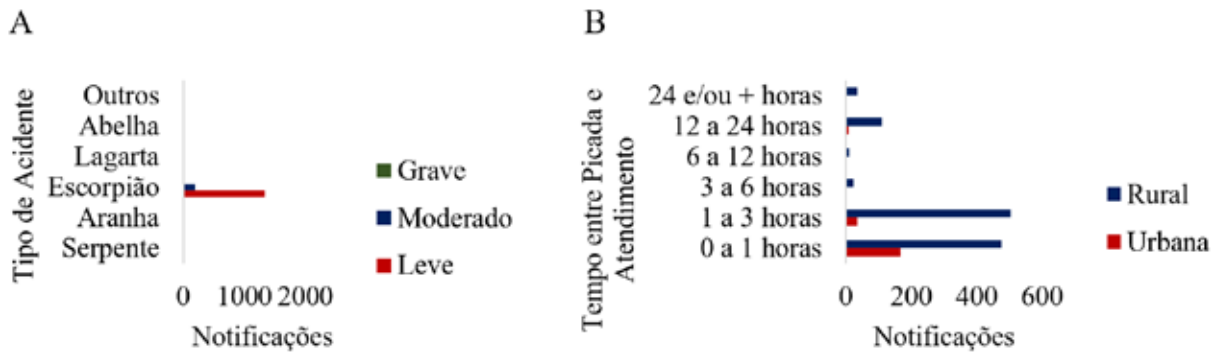 A
Tipo de Acidente
Outros
Abelha
Lagarta
Escorpião
Aranha
Serpente
0 1000 2000
Notificações
Grave
Moderado
Leve
B
Tempo entre Picada e
Atendimento
24 e/ou + horas
12 a 24 horas
6 a 12 horas
3 a 6 horas
1 a 3 horas
0 a 1 horas
0 200 400 600
Notificações
Rural
Urbana